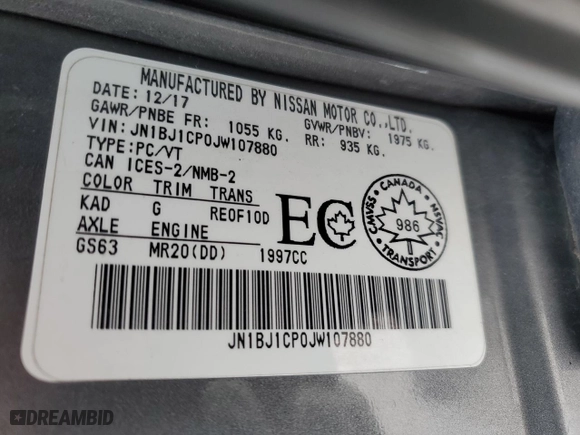 MANUFACTURED BY NISSAN MOTOR CO.,LTD.
DATE: 12/17
GAWR/PNBE FR: 1055 KG. GVWR/PNBV: 1975 KG.
RR: 935 KG.
VIN: JN1BJ1CP0JW107880
TYPE: PC/VT
CAN ICES-2/NMB-2
COLOR TRIM TRANS
KAD G RE0F10D
AXLE ENGINE
GS63 MR20(DD) 1997CC
EC
CANADA
CMVSS MSVAC
986
TRANSPORT
JN1BJ1CP0JW107880
DREAMBID